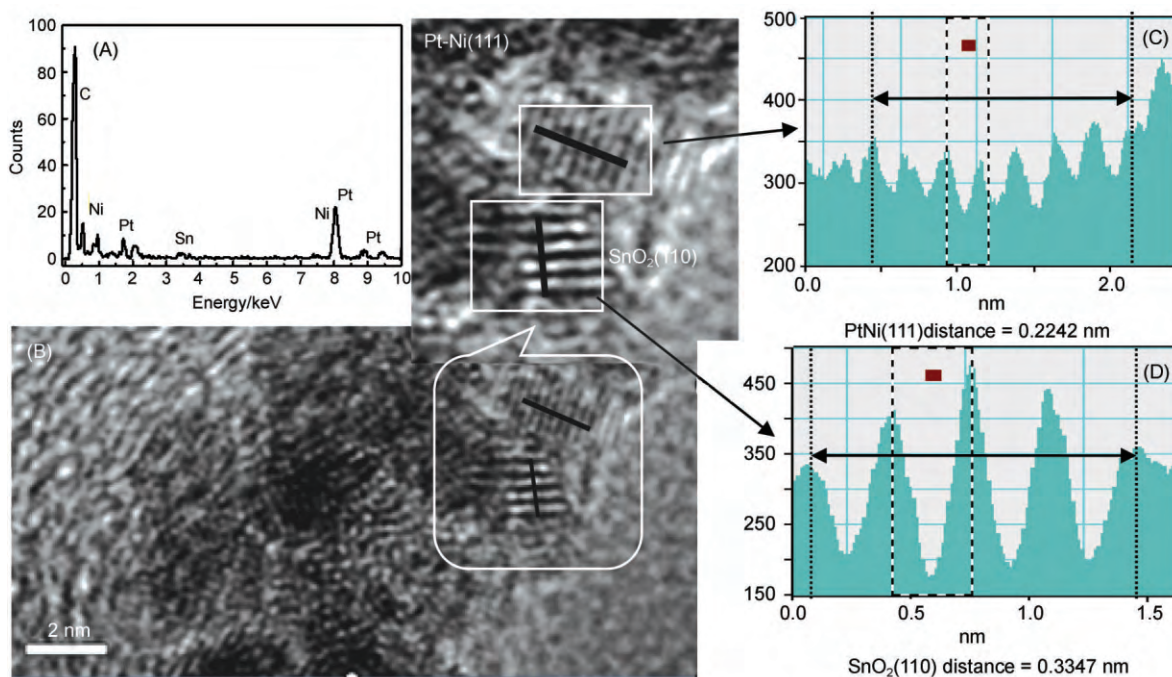 (A)
100
80
60
40
20
0
Counts
C
Ni
Pt
Sn
Ni
Pt
Pt
0 1 2 3 4 5 6 7 8 9 10
Energy/keV
Pt-Ni(111)
SnO2(110)
(B)
2 nm
(C)
500
400
300
200
0.0 1.0 2.0
nm
PtNi(111)distance = 0.2242 nm
(D)
450
350
250
150
0.0 0.5 1.0 1.5
nm
SnO2(110) distance = 0.3347 nm